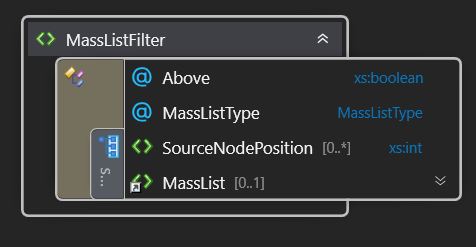 MassListFilter
@ Above xs:boolean
@ MassListType MassListType
SourceNodePosition [0..*] xs:int
S...
MassList [0..1]